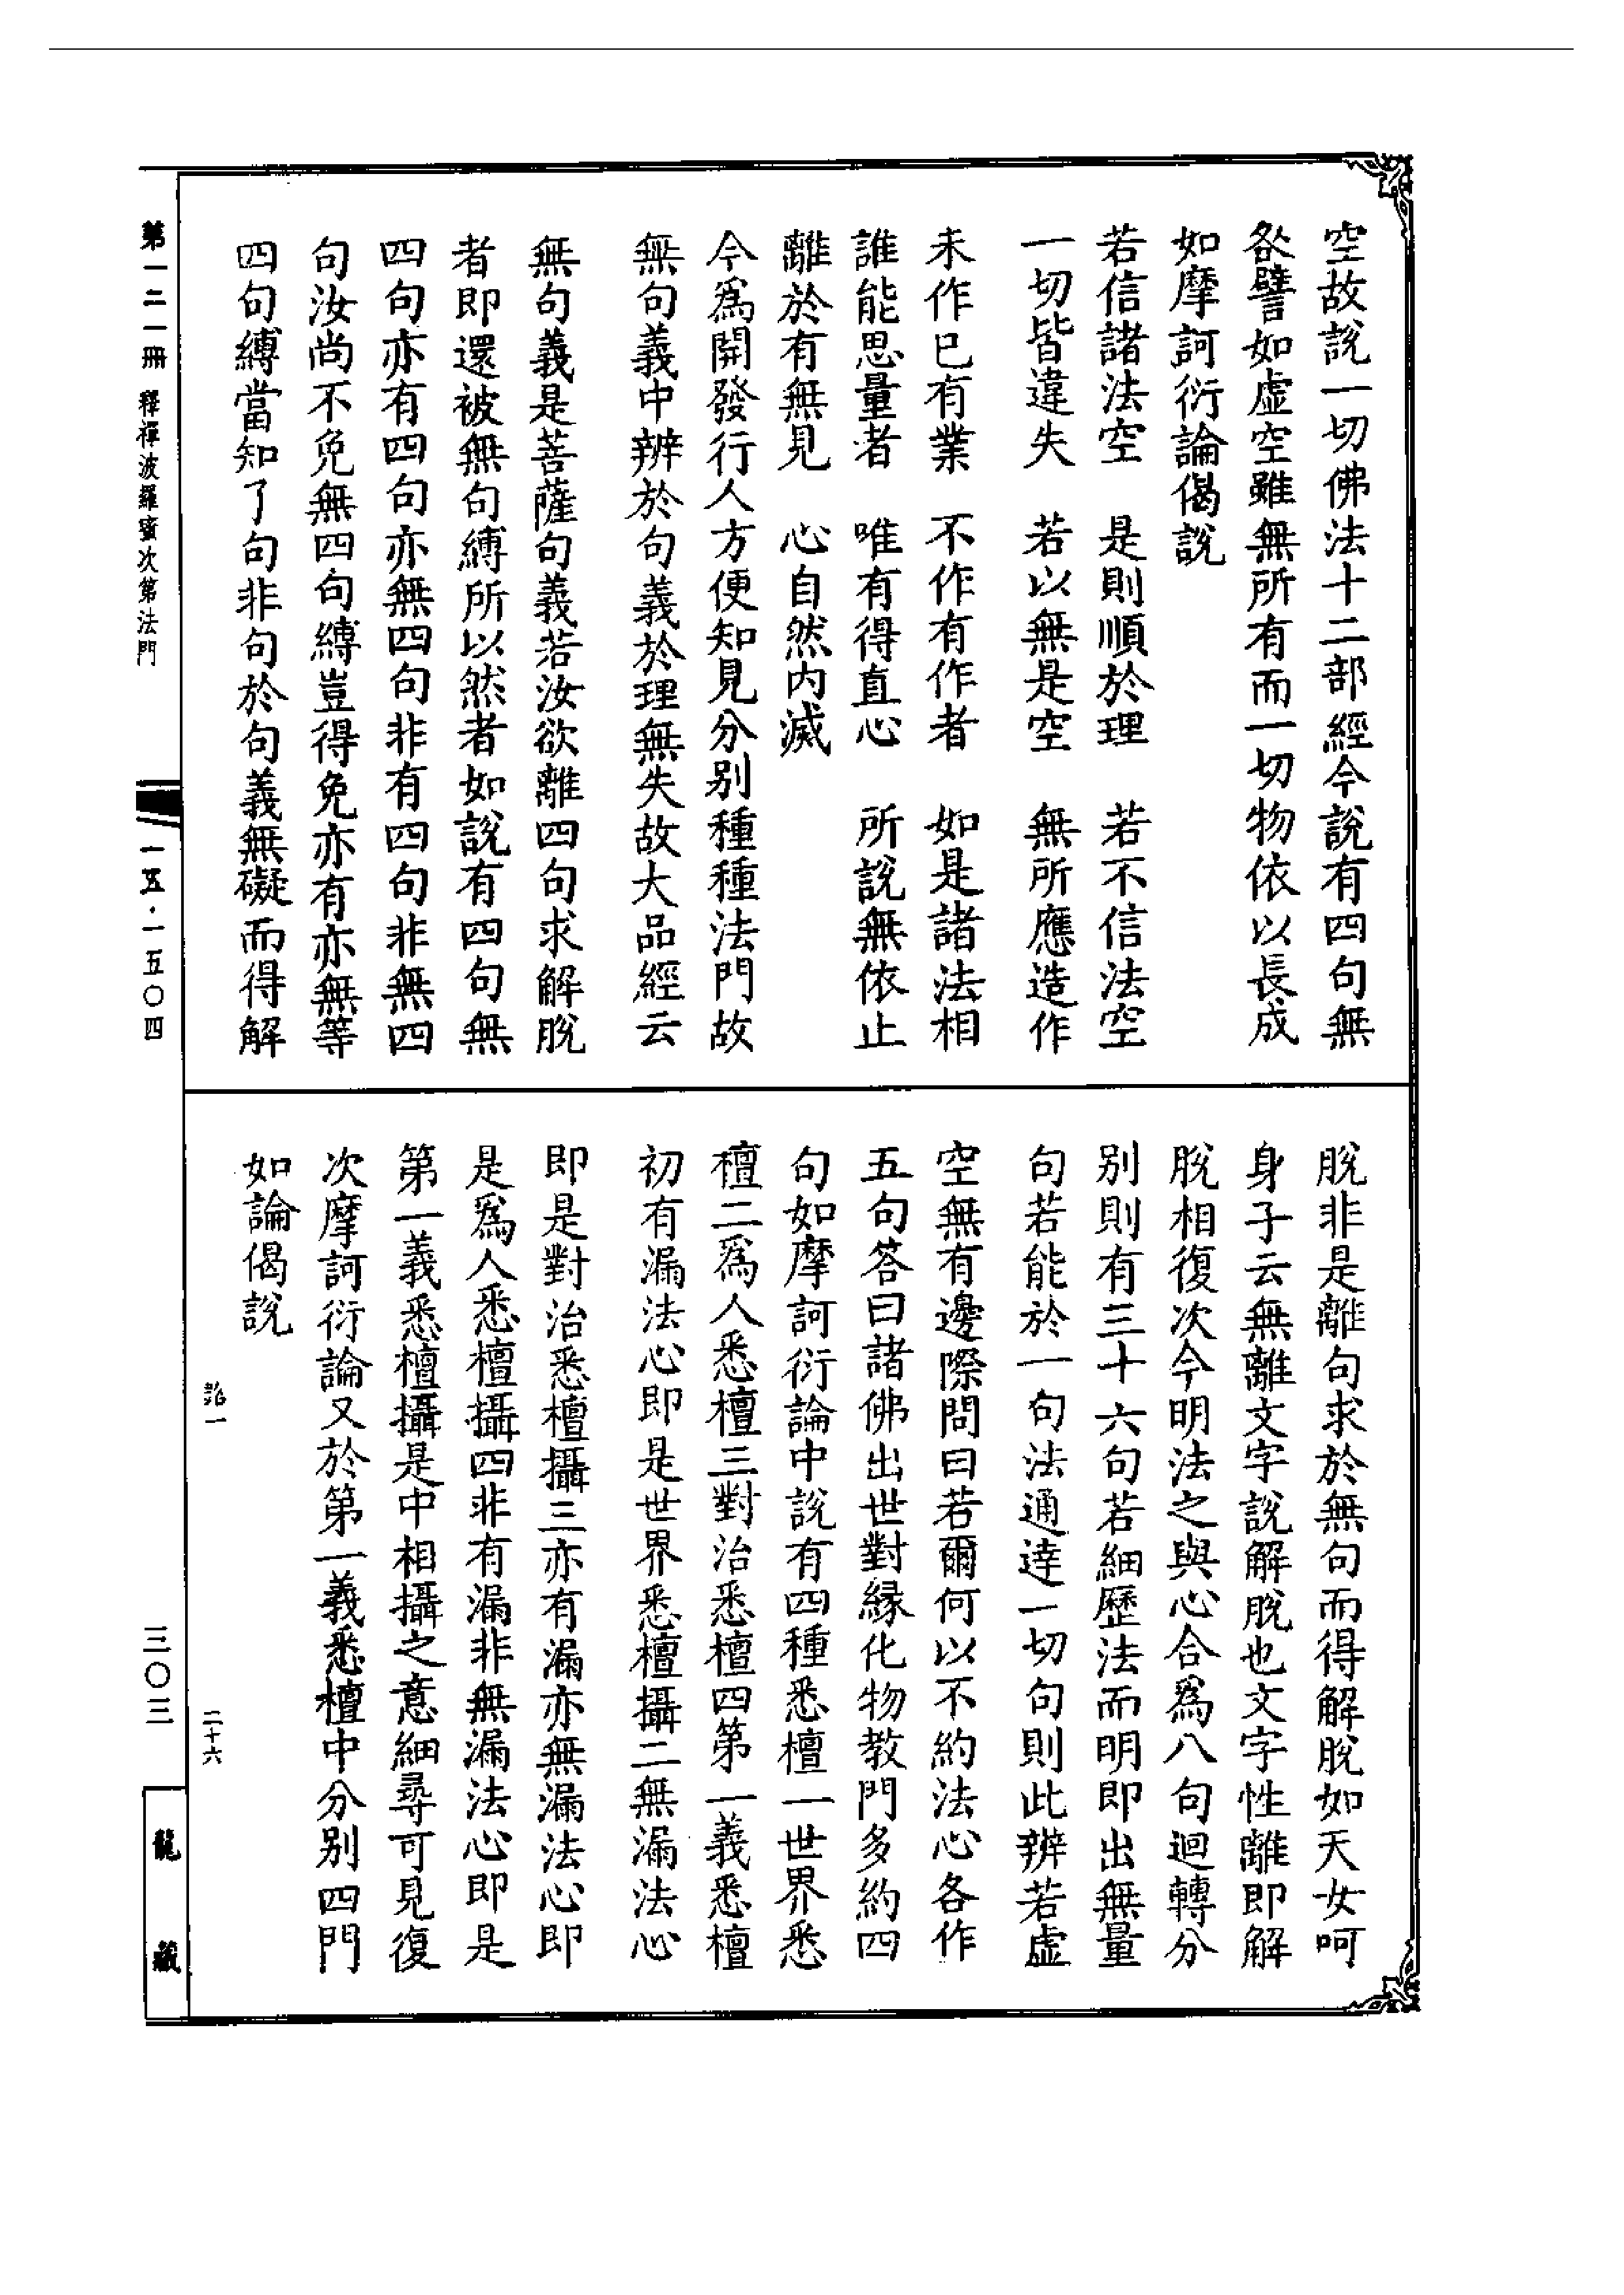 空故說一切佛法十二部經今說有四句無
咎譬如虛空雖無所有而一切物依以長成
如摩訶衍論偈說
若信諸法空　是則順於理　若不信法空
一切皆違失　若以無是空　無所應造作
未作已有業　不作有作者　如是諸法相
誰能思量者　唯有得直心　所說無依止
離於有無見　心自然内滅
今爲開發行人方便知見分别種種法門故
無句義中辨於句義於理無失故大品經云
無句義是菩薩句義若汝欲離四句求解脫
者即還被無句縛所以然者如說有四句無
四句亦有四句亦無四句非有四句非無四
句汝尚不免無四句縛豈得免亦有亦無等
四句縛當知了句非句於句義無礙而得解
脫非是離句求於無句而得解脫如天女呵
身子云無離文字說解脫也文字性離即解
脫相復次今明法之與心合爲八句迴轉分
别則有三十六句若細歷法而明即出無量
句若能於一句法通達一切句則此辨若虛
空無有邊際問曰若爾何以不約法心各作
五句答曰諸佛出世對緣化物教門多約四
句如摩訶衍論中說有四種悉檀一世界悉
檀二爲人悉檀三對治悉檀四第一義悉檀
初有漏法心即是世界悉檀攝二無漏法心
即是對治悉檀攝三亦有漏亦無漏法心即
是爲人悉檀攝四非有漏非無漏法心即是
第一義悉檀攝是中相攝之意細尋可見復
次摩訶衍論又於第一義悉檀中分别四門
如論偈說
二十六
第一二一冊　釋禪波羅蜜次第法門
一五·一五〇四
三〇三
龍藏